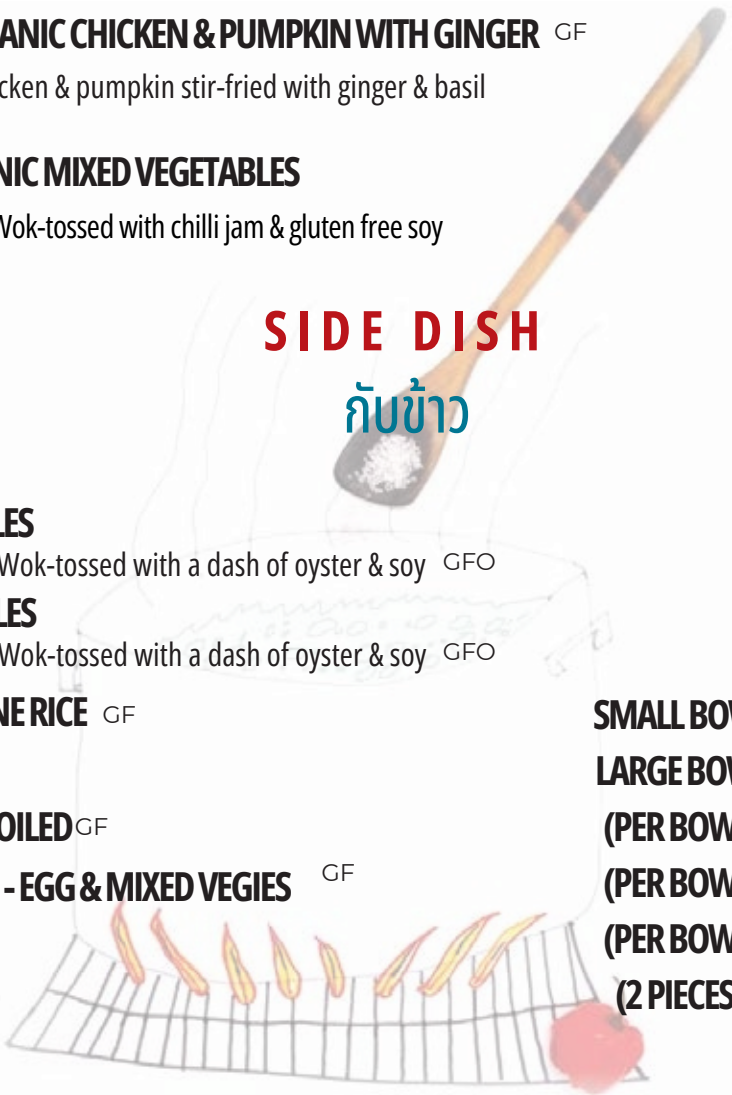 ANIC CHICKEN & PUMPKIN WITH GINGER GF
cken & pumpkin stir-fried with ginger & basil
NIC MIXED VEGETABLES
Wok-tossed with chilli jam & gluten free soy
SIDE DISH
กับข้าว
LES
Wok-tossed with a dash of oyster & soy GFO
LES
Wok-tossed with a dash of oyster & soy GFO
NE RICE GF
SMALL BOW
LARGE BOW
OILED GF
(PER BOW
- EGG & MIXED VEGIES GF
(PER BOW
(PER BOW
(2 PIECES